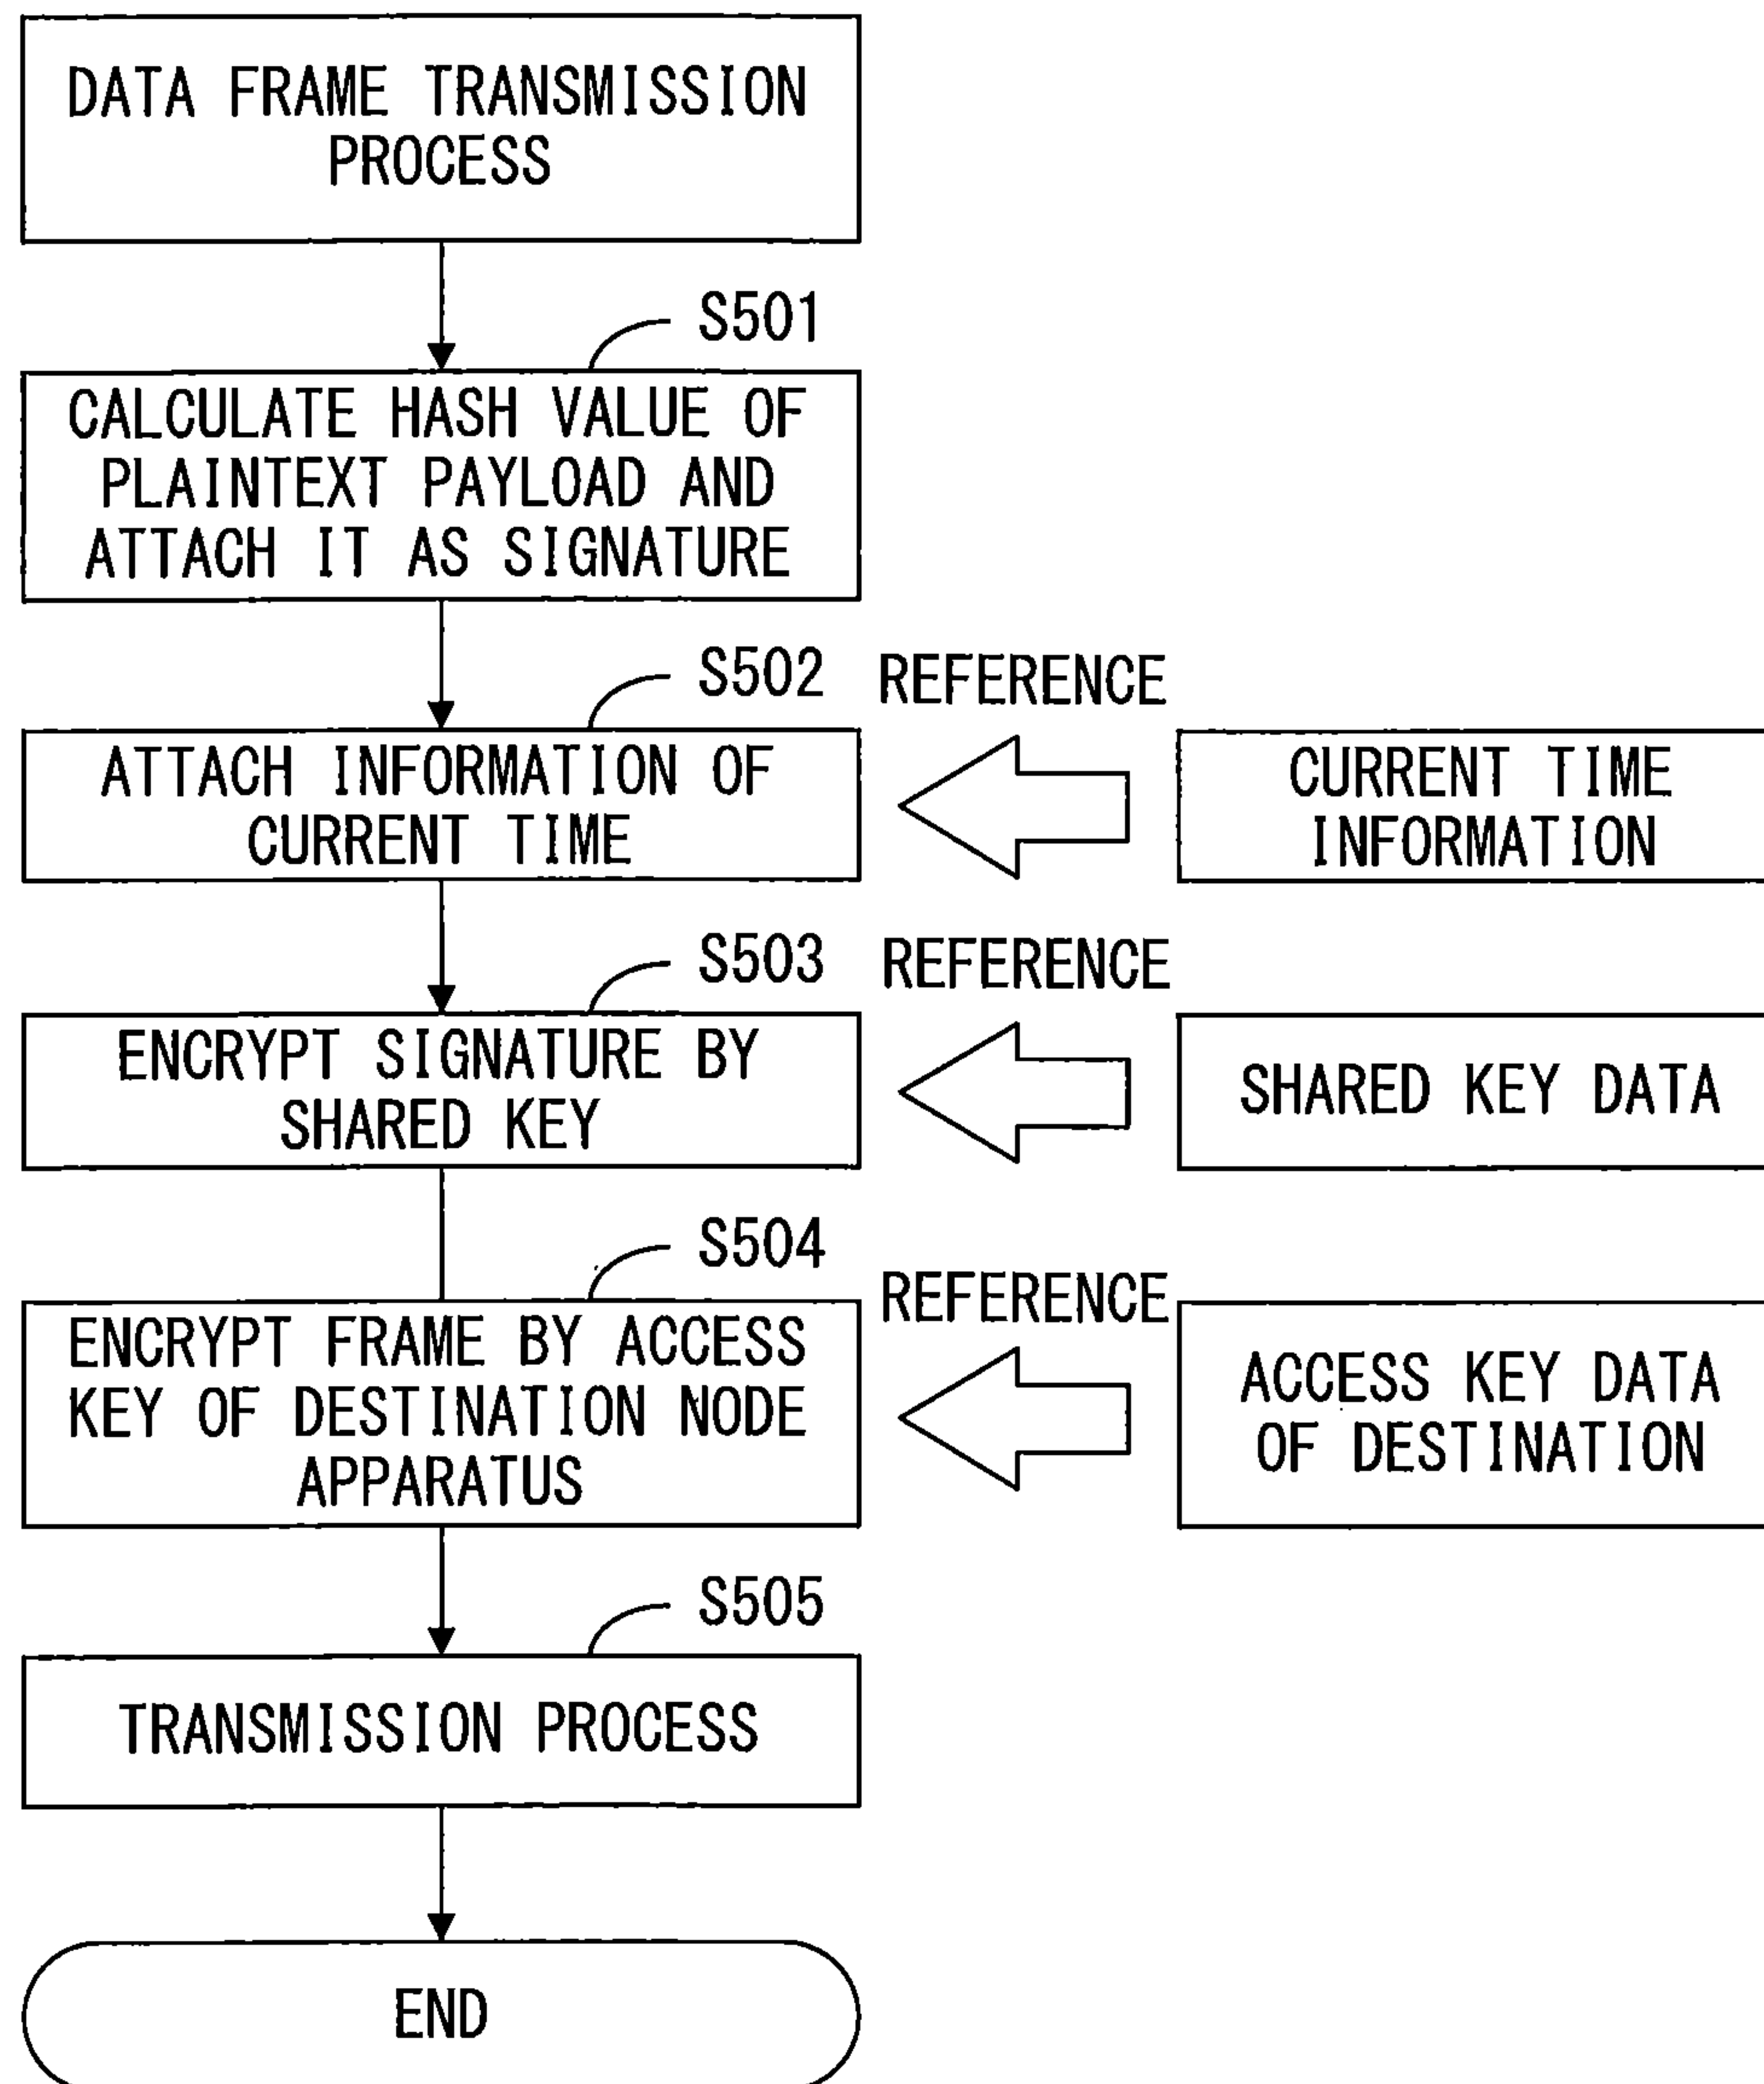 DATA FRAME TRANSMISSION
PROCESS
S501
CALCULATE HASH VALUE OF
PLAINTEXT PAYLOAD AND
ATTACH IT AS SIGNATURE
S502
REFERENCE
ATTACH INFORMATION OF
CURRENT TIME
CURRENT TIME
INFORMATION
S503
REFERENCE
ENCRYPT SIGNATURE BY
SHARED KEY
SHARED KEY DATA
S504
REFERENCE
ENCRYPT FRAME BY ACCESS
KEY OF DESTINATION NODE
APPARATUS
ACCESS KEY DATA
OF DESTINATION
S505
TRANSMISSION PROCESS
END